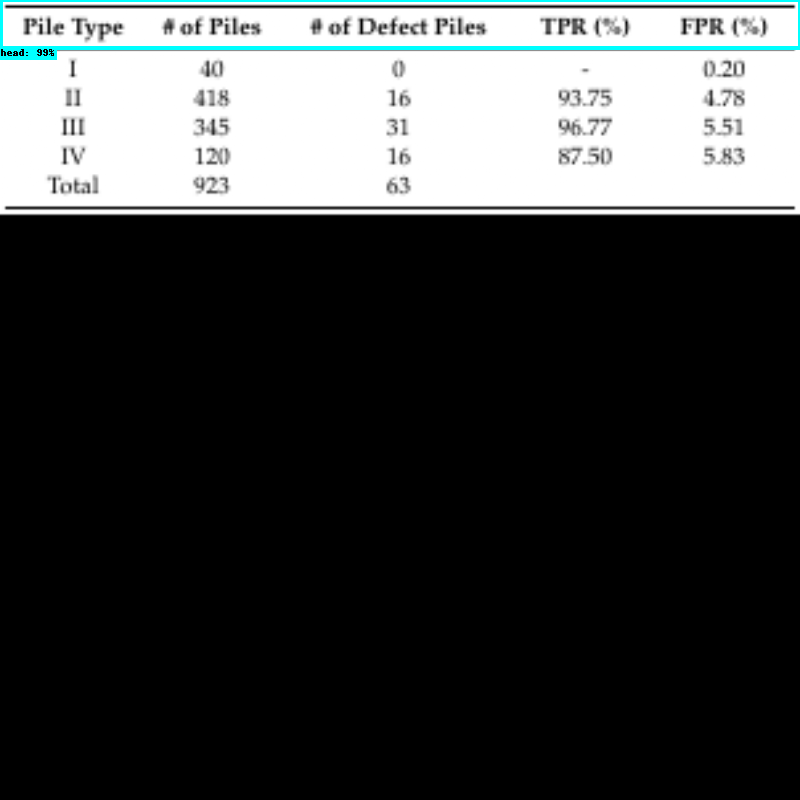 Pile Type # of Piles # of Defect Piles TPR (%) FPR (%)
head: 99%
I 40 0 - 0.20
II 418 16 93.75 4.78
III 345 31 96.77 5.51
IV 120 16 87.50 5.83
Total 923 63